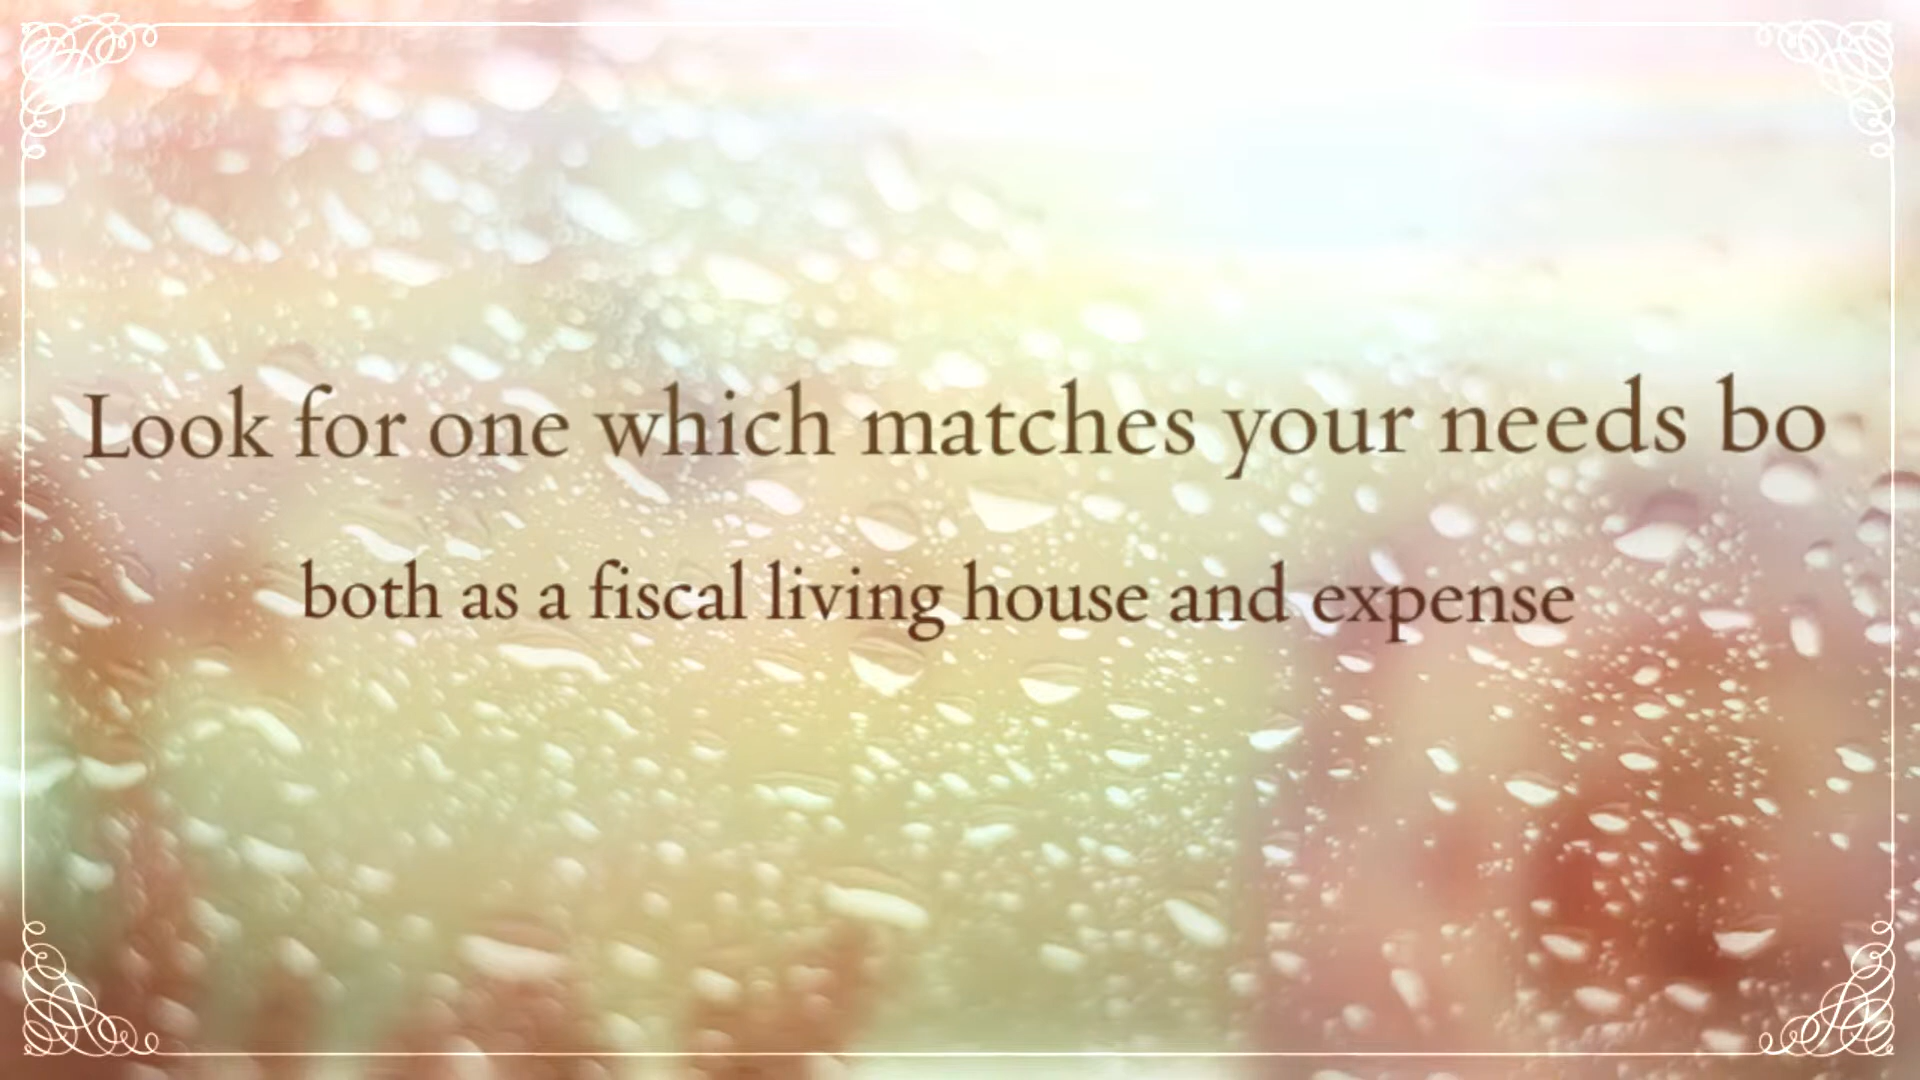 Look for one which matches your needs bo
both as a fiscal living house and expense